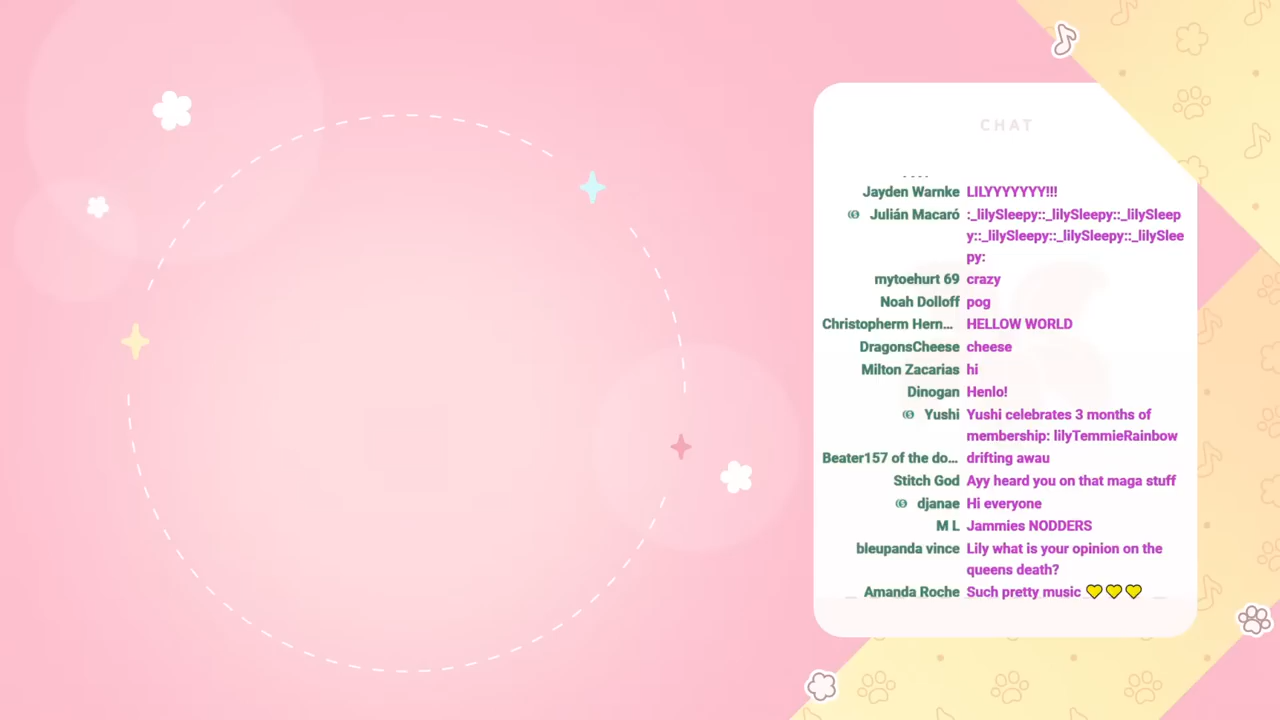 CHAT
Jayden Warnke LILYYYYYYY!!!
Julián Macaró :_lilySleepy::_lilySleepy::_lilySleep
y::_lilySleepy::_lilySleepy::_lilySlee
py:
mytoehurt 69 crazy
Noah Dolloff pog
Christopherm Hern... HELLOW WORLD
DragonsCheese cheese
Milton Zacarias hi
Dinogan Henlo!
Yushi Yushi celebrates 3 months of
membership: lilyTemmieRainbow
Beater157 of the do... drifting awau
Stitch God Ayy heard you on that maga stuff
djanae Hi everyone
M L Jammies NODDERS
bleupanda vince Lily what is your opinion on the
queens death?
Amanda Roche Such pretty music 💛💛💛